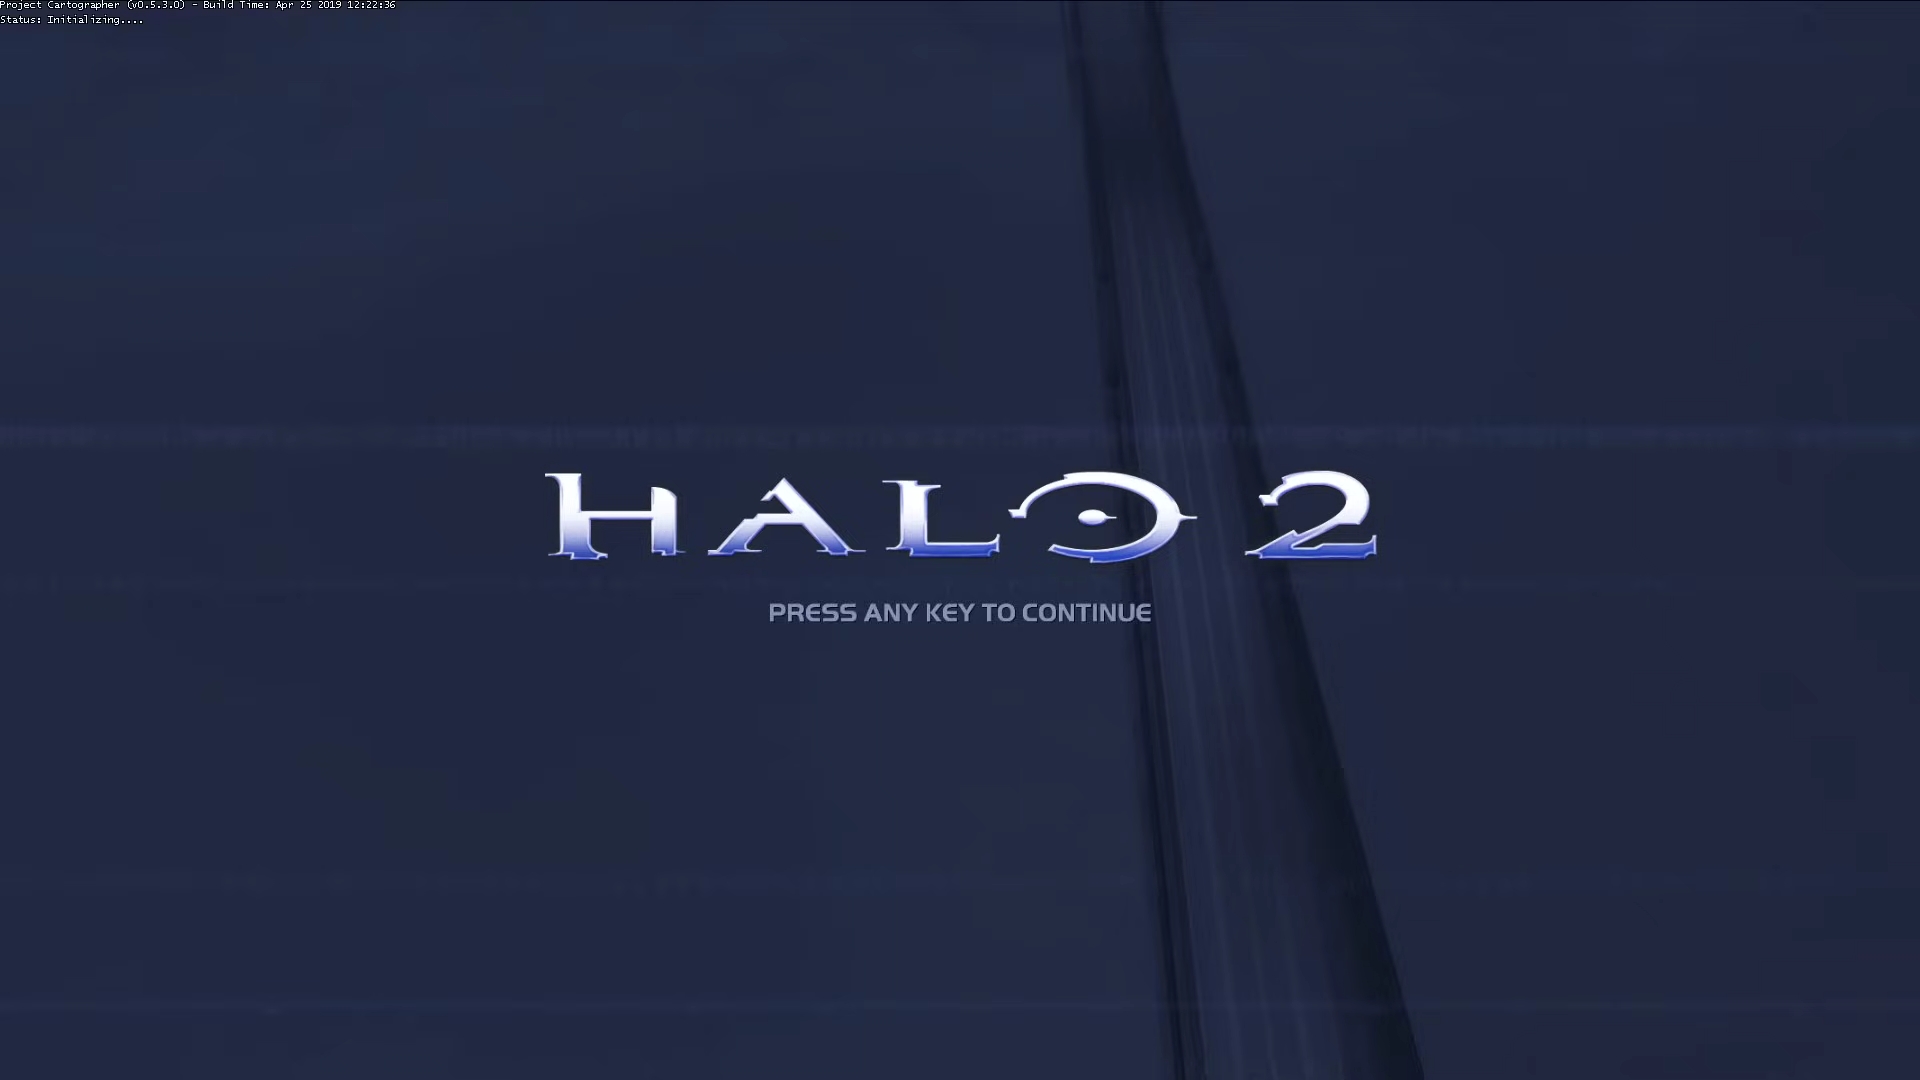 Project Cartographer (v0.5.3.0) - Build Time: Apr 25 2019 12:22:36
Status: Initializing....
HALO 2
PRESS ANY KEY TO CONTINUE